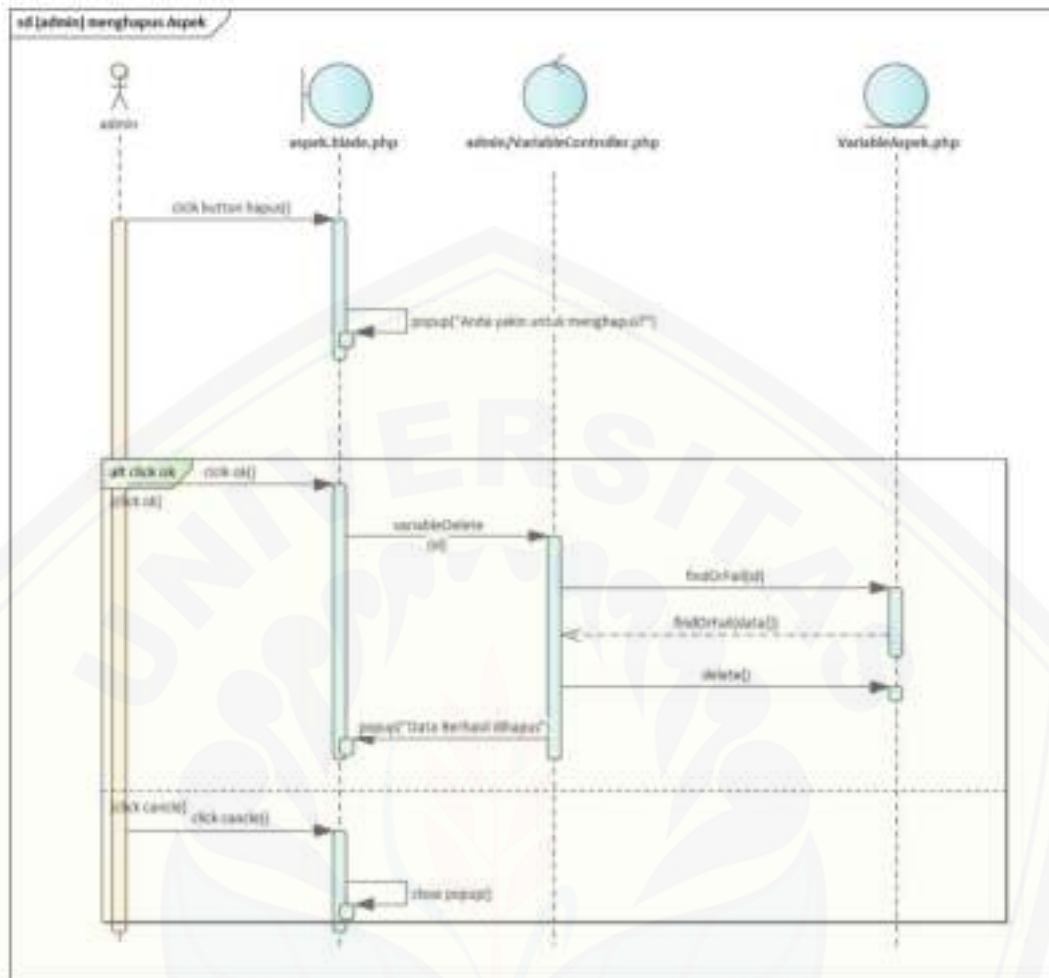 sd [admin] menghapus Aspek
admin
aspek.blade.php
admin/VariableController.php
VariableAspek.php
click button hapus()
popup("Anda yakin untuk menghapus?")
alt click ok
click ok()
[click ok]
variableDelete
(id)
findOrFail(id)
findOrFail(data())
delete()
popup("Data Berhasil dihapus"
[click cancle]
click cancle()
close popup()
UNIVERSITAS